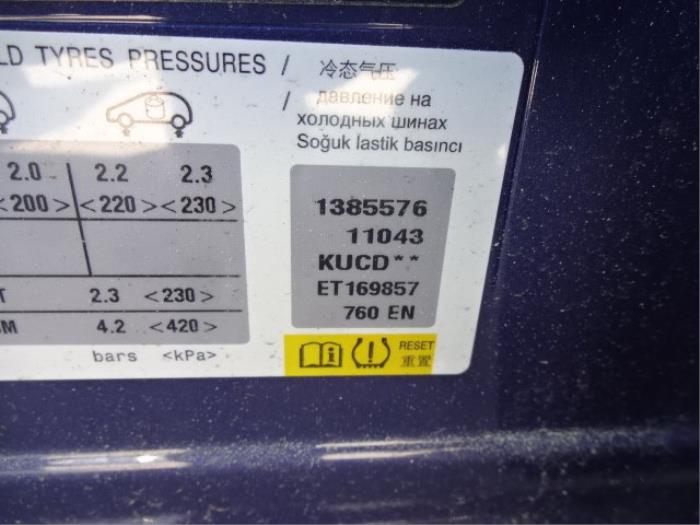 LD TYRES PRESSURES / 冷态气压
/ давление на
холодных шинах
Soğuk lastik basıncı
2.0 2.2 2.3
<200> <220> <230>
T 2.3 <230>
SM 4.2 <420>
bars <kPa>
1385576
11043
KUCD**
ET169857
760 EN
RESET
重置